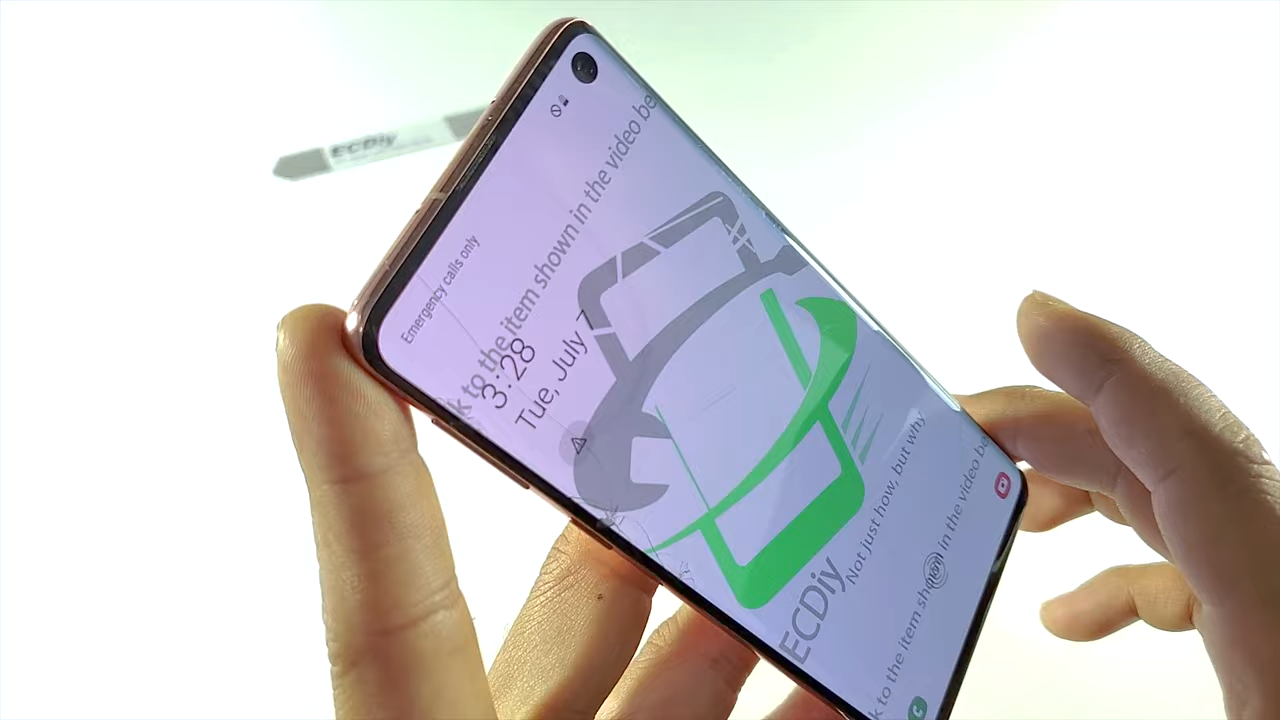 ECDiy
Emergency calls only
k to the item shown in the video be
3:28
Tue, July 7
ECDiy
Not just how, but why
k to the item shown in the video be